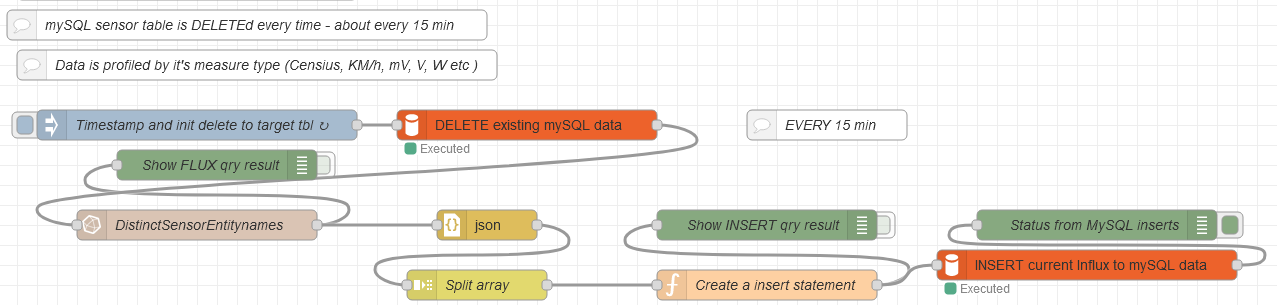 mySQL sensor table is DELETEd every time - about every 15 min
Data is profiled by it's measure type (Censius, KM/h, mV, V, W etc )
Timestamp and init delete to target tbl ↻
DELETE existing mySQL data
EVERY 15 min
Executed
Show FLUX qry result
DistinctSensorEntitynames
json
Show INSERT qry result
Status from MySQL inserts
Split array
Create a insert statement
INSERT current Influx to mySQL data
Executed